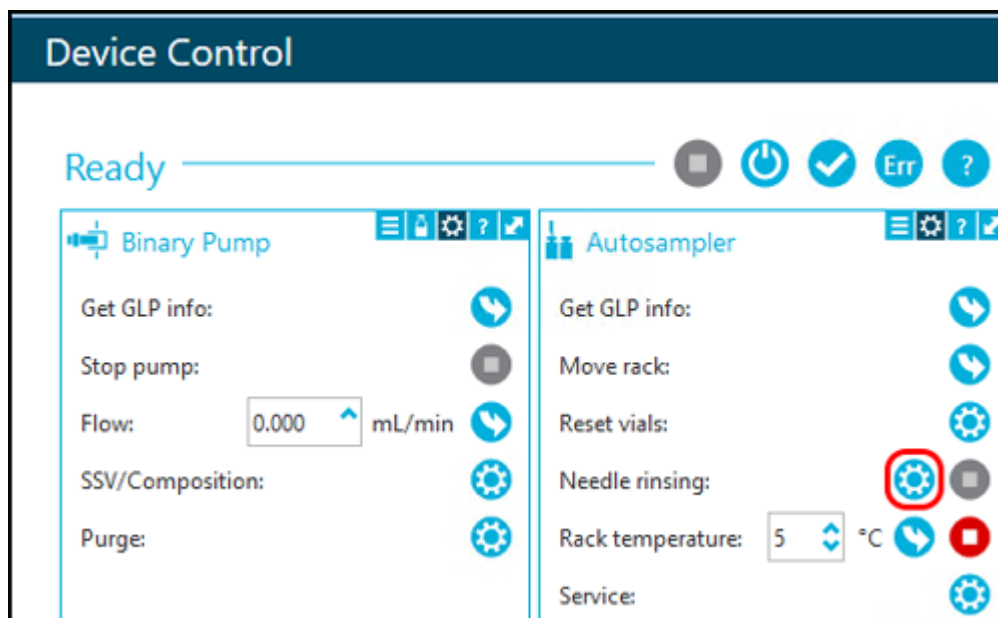 Device Control
Ready
Err
?
Binary Pump
?
Get GLP info:
Stop pump:
Flow: 0.000 mL/min
SSV/Composition:
Purge:
Autosampler
?
Get GLP info:
Move rack:
Reset vials:
Needle rinsing:
Rack temperature: 5 °C
Service: